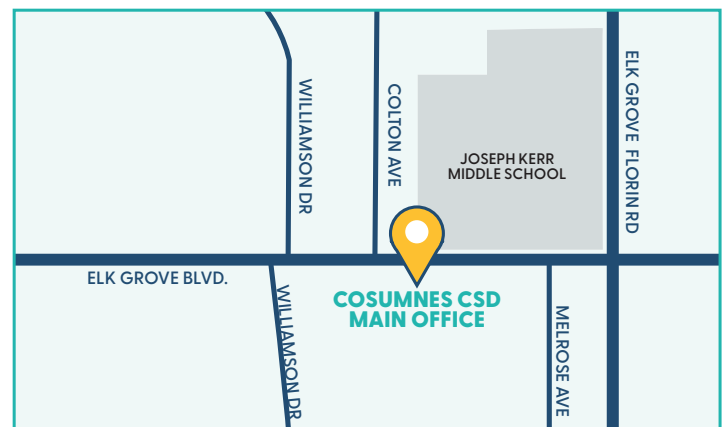 WILLIAMSON DR
COLTON AVE
JOSEPH KERR
MIDDLE SCHOOL
ELK GROVE FLORIN RD
ELK GROVE BLVD.
WILLIAMSON DR
COSUMNES CSD
MAIN OFFICE
MELROSE AVE